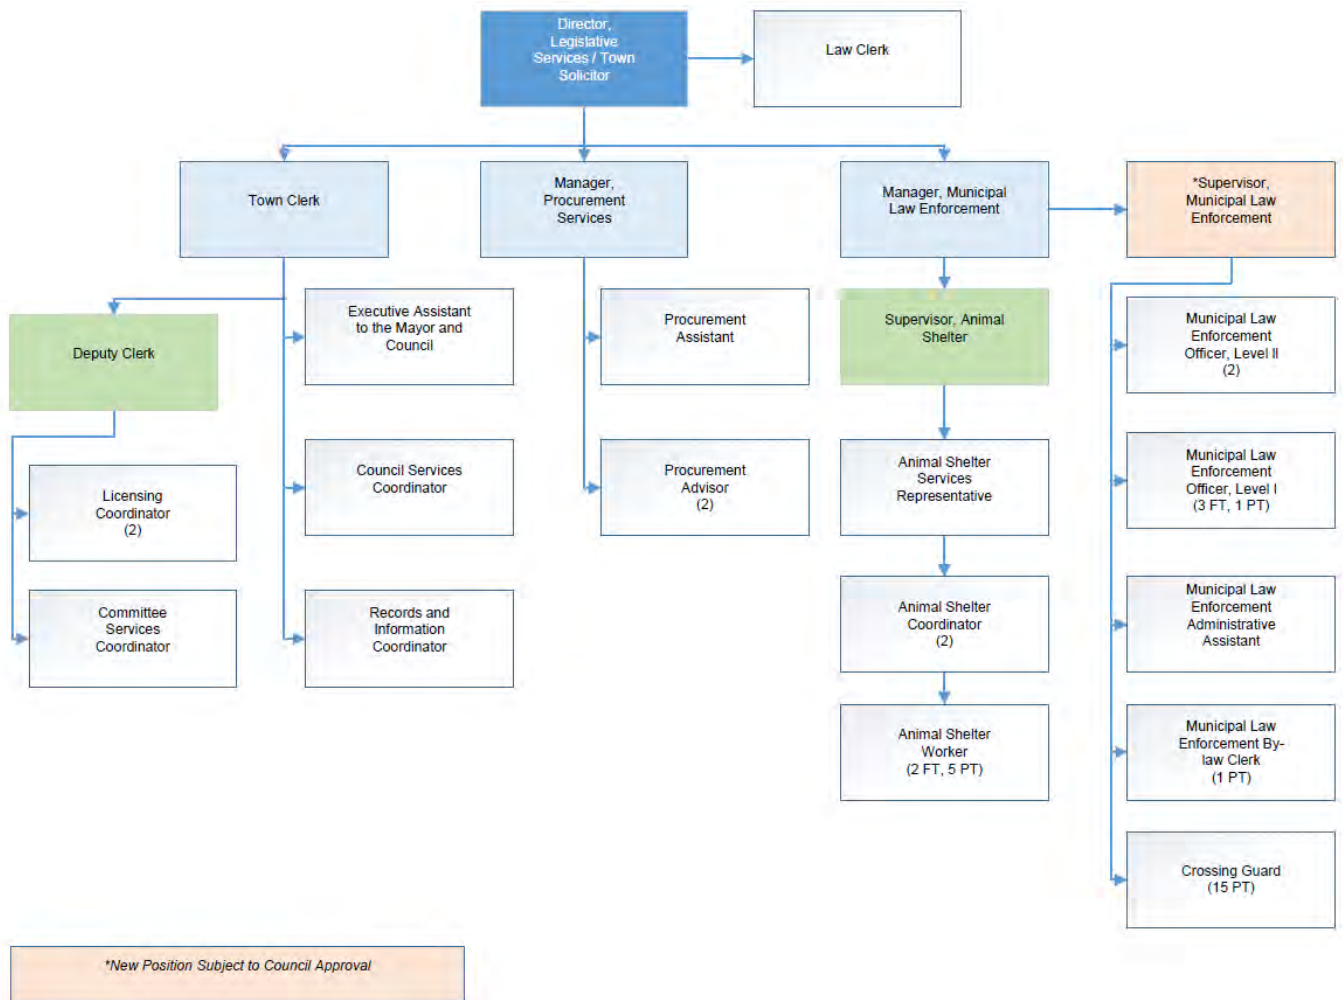 Director,
Legislative
Services / Town
Solicitor
Law Clerk
Town Clerk
Manager,
Procurement
Services
Manager, Municipal
Law Enforcement
*Supervisor,
Municipal Law
Enforcement
Deputy Clerk
Executive Assistant
to the Mayor and
Council
Procurement
Assistant
Supervisor, Animal
Shelter
Municipal Law
Enforcement
Officer, Level II
(2)
Licensing
Coordinator
(2)
Council Services
Coordinator
Procurement
Advisor
(2)
Animal Shelter
Services
Representative
Municipal Law
Enforcement
Officer, Level I
(3 FT, 1 PT)
Committee
Services
Coordinator
Records and
Information
Coordinator
Animal Shelter
Coordinator
(2)
Municipal Law
Enforcement
Administrative
Assistant
Animal Shelter
Worker
(2 FT, 5 PT)
Municipal Law
Enforcement By-
law Clerk
(1 PT)
Crossing Guard
(15 PT)
*New Position Subject to Council Approval